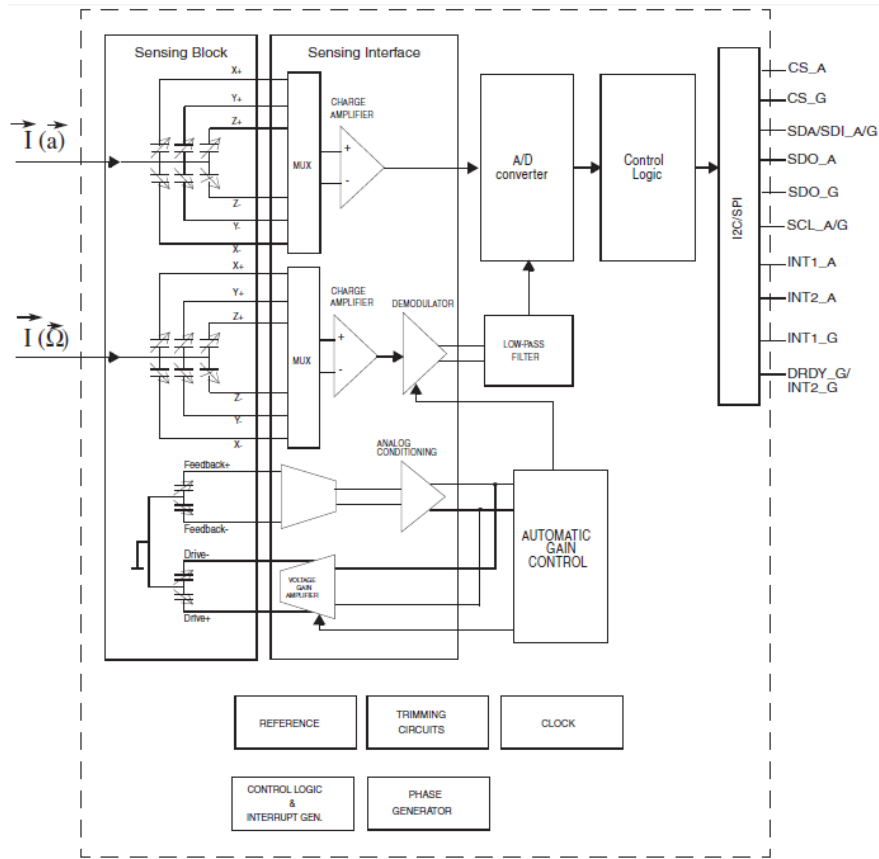 Sensing Block
Sensing Interface
I (a)
X+
Y+
Z+
Z-
Y-
X-
MUX
CHARGE
AMPLIFIER
+
-
A/D
converter
Control
Logic
I2C/SPI
CS_A
CS_G
SDA/SDI_A/G
SDO_A
SDO_G
SCL_A/G
INT1_A
INT2_A
INT1_G
DRDY_G/
INT2_G
I (Ω)
X+
Y+
Z+
Z-
Y-
X-
MUX
CHARGE
AMPLIFIER
+
-
DEMODULATOR
LOW-PASS
FILTER
Feedback+
Feedback-
Drive-
Drive+
ANALOG
CONDITIONING
VOLTAGE
GAIN
AMPLIFIER
AUTOMATIC
GAIN
CONTROL
REFERENCE
TRIMMING
CIRCUITS
CLOCK
CONTROL LOGIC
&
INTERRUPT GEN.
PHASE
GENERATOR